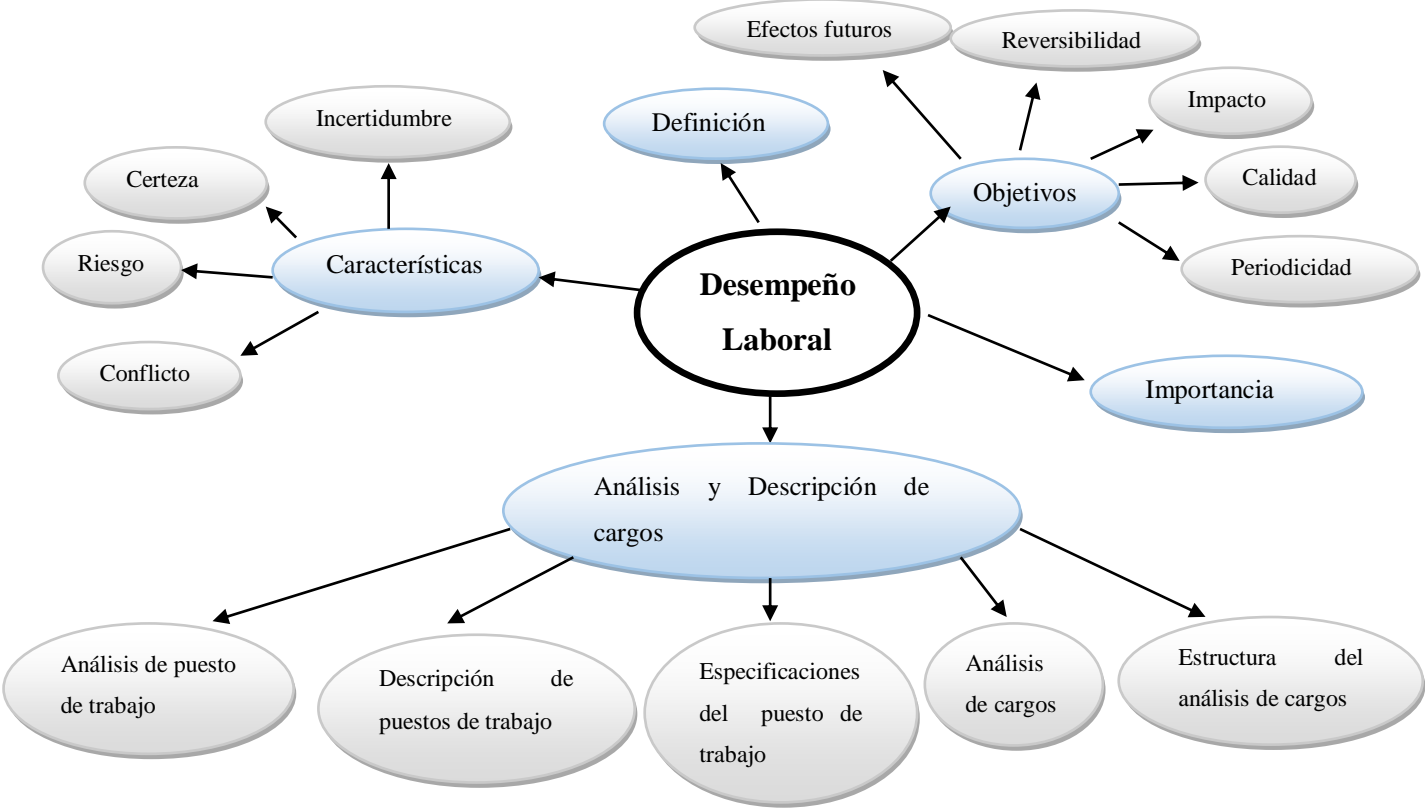 Efectos futuros
Reversibilidad
Impacto
Incertidumbre
Definición
Certeza
Calidad
Objetivos
Riesgo
Características
Periodicidad
Desempeño
Laboral
Conflicto
Importancia
Análisis y Descripción de
cargos
Análisis de puesto
de trabajo
Descripción de
puestos de trabajo
Especificaciones
del puesto de
trabajo
Análisis
de cargos
Estructura del
análisis de cargos